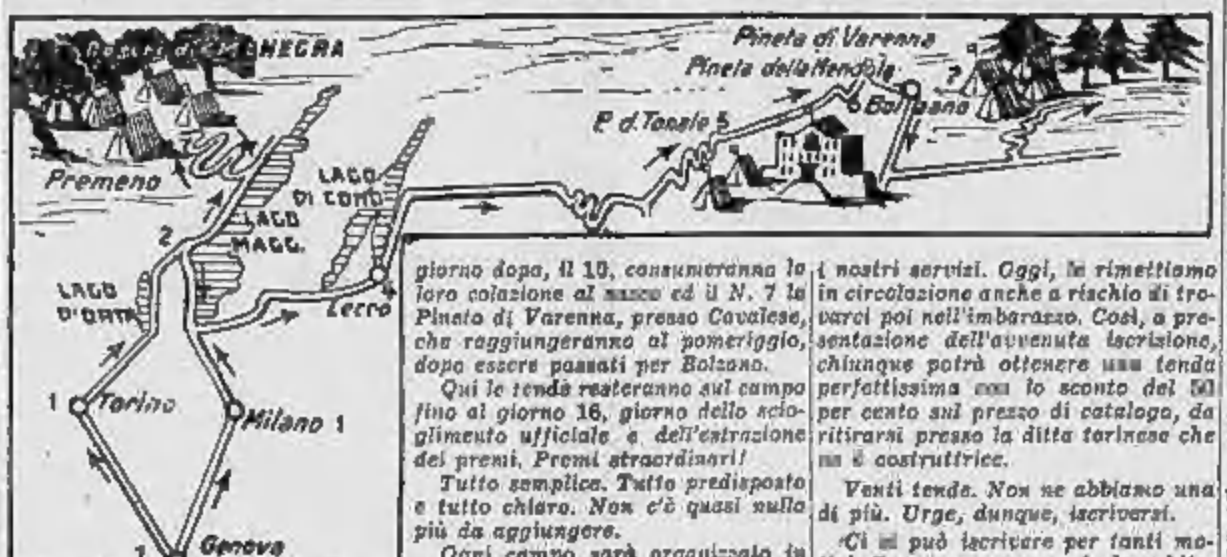 NEGRA
Pineta di Varenna
Pineta della Mendola
7
Bolzano
P. d. Tonale 5
Premeno
LAGO
DI COMO
LAGO
MAGG.
2
LAGO
D'ORTA
Lecco
1 Torino
Milano 1
1 Genova
giorno dopo, il 10, consumeranno la
loro colazione al sacco ed il N. 7 la
Pineta di Varenna, presso Cavalese,
che raggiungeranno al pomeriggio,
dopo essere passati per Bolzano.
Qui le tende resteranno sul campo
fino al giorno 16, giorno dello scio-
glimento ufficiale e dell'estrazione
dei premi. Premi straordinari!
Tutto semplice. Tutto predisposto
e tutto chiaro. Non c'è quasi nulla
più da aggiungere.
Ogni campo sarà organizzato in
i nostri servizi. Oggi, le rimettiamo
in circolazione anche a rischio di tro-
varci poi nell'imbarazzo. Così, a pre-
sentazione dell'avvenuta iscrizione,
chiunque potrà ottenere una tenda
perfettissima con lo sconto del 50
per cento sul prezzo di catalogo, da
ritirarsi presso la ditta torinese che
ne è costruttrice.
Venti tende. Non ne abbiamo una
di più. Urge, dunque, iscriversi.
Ci si può iscrivere per tanti mo-